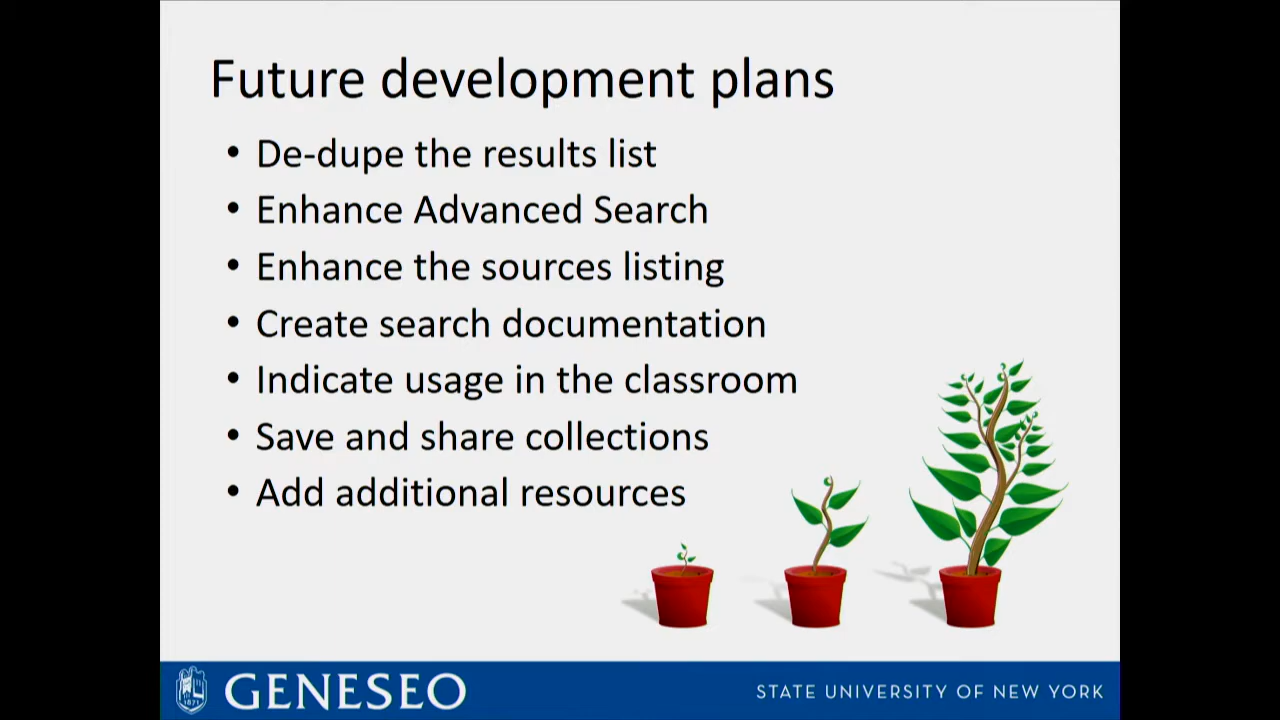 Future development plans
• De-dupe the results list
• Enhance Advanced Search
• Enhance the sources listing
• Create search documentation
• Indicate usage in the classroom
• Save and share collections
• Add additional resources
1871
GENESEO
STATE UNIVERSITY OF NEW YORK